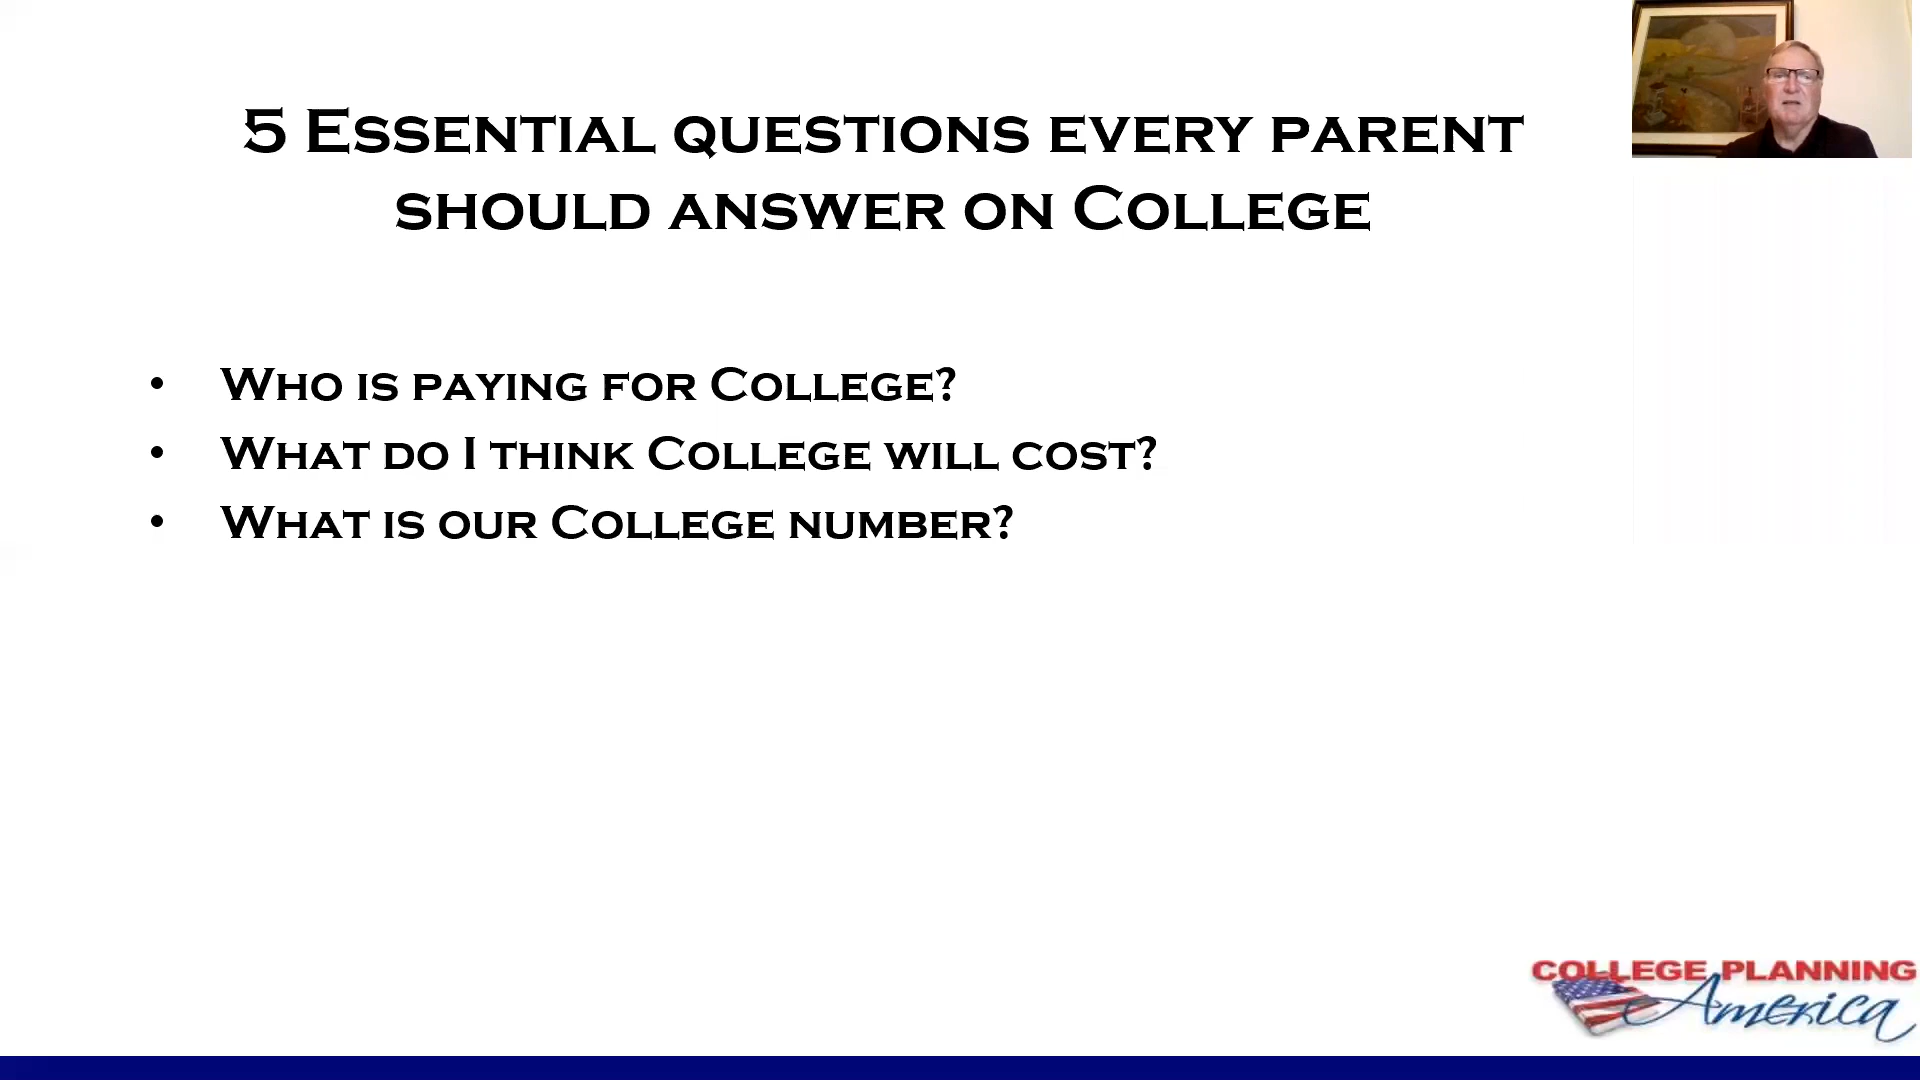 5 Essential questions every parent
should answer on College
• Who is paying for College?
• What do I think College will cost?
• What is our College number?
COLLEGE PLANNING
America